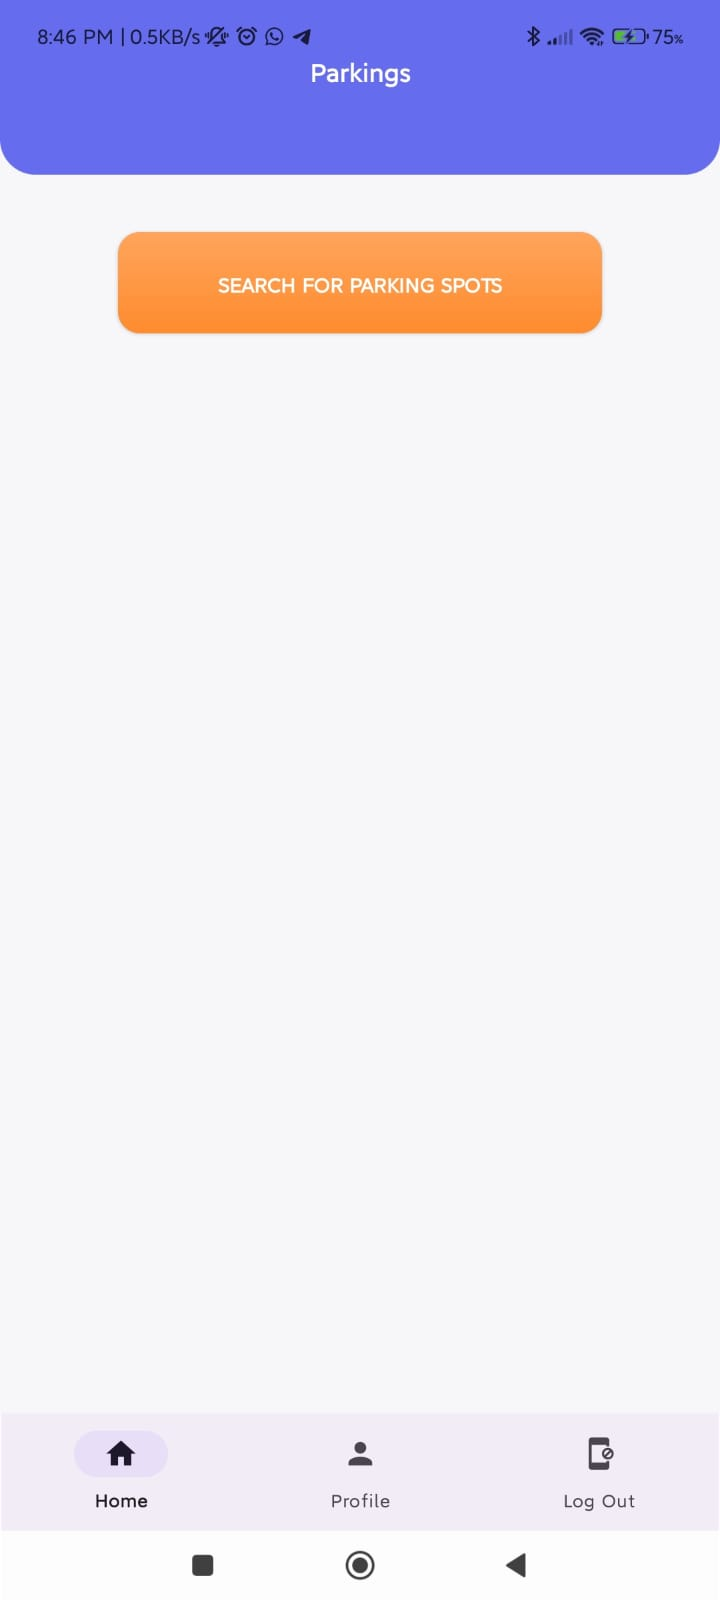 8:46 PM | 0.5KB/s 75%
Parkings
SEARCH FOR PARKING SPOTS
Home Profile Log Out